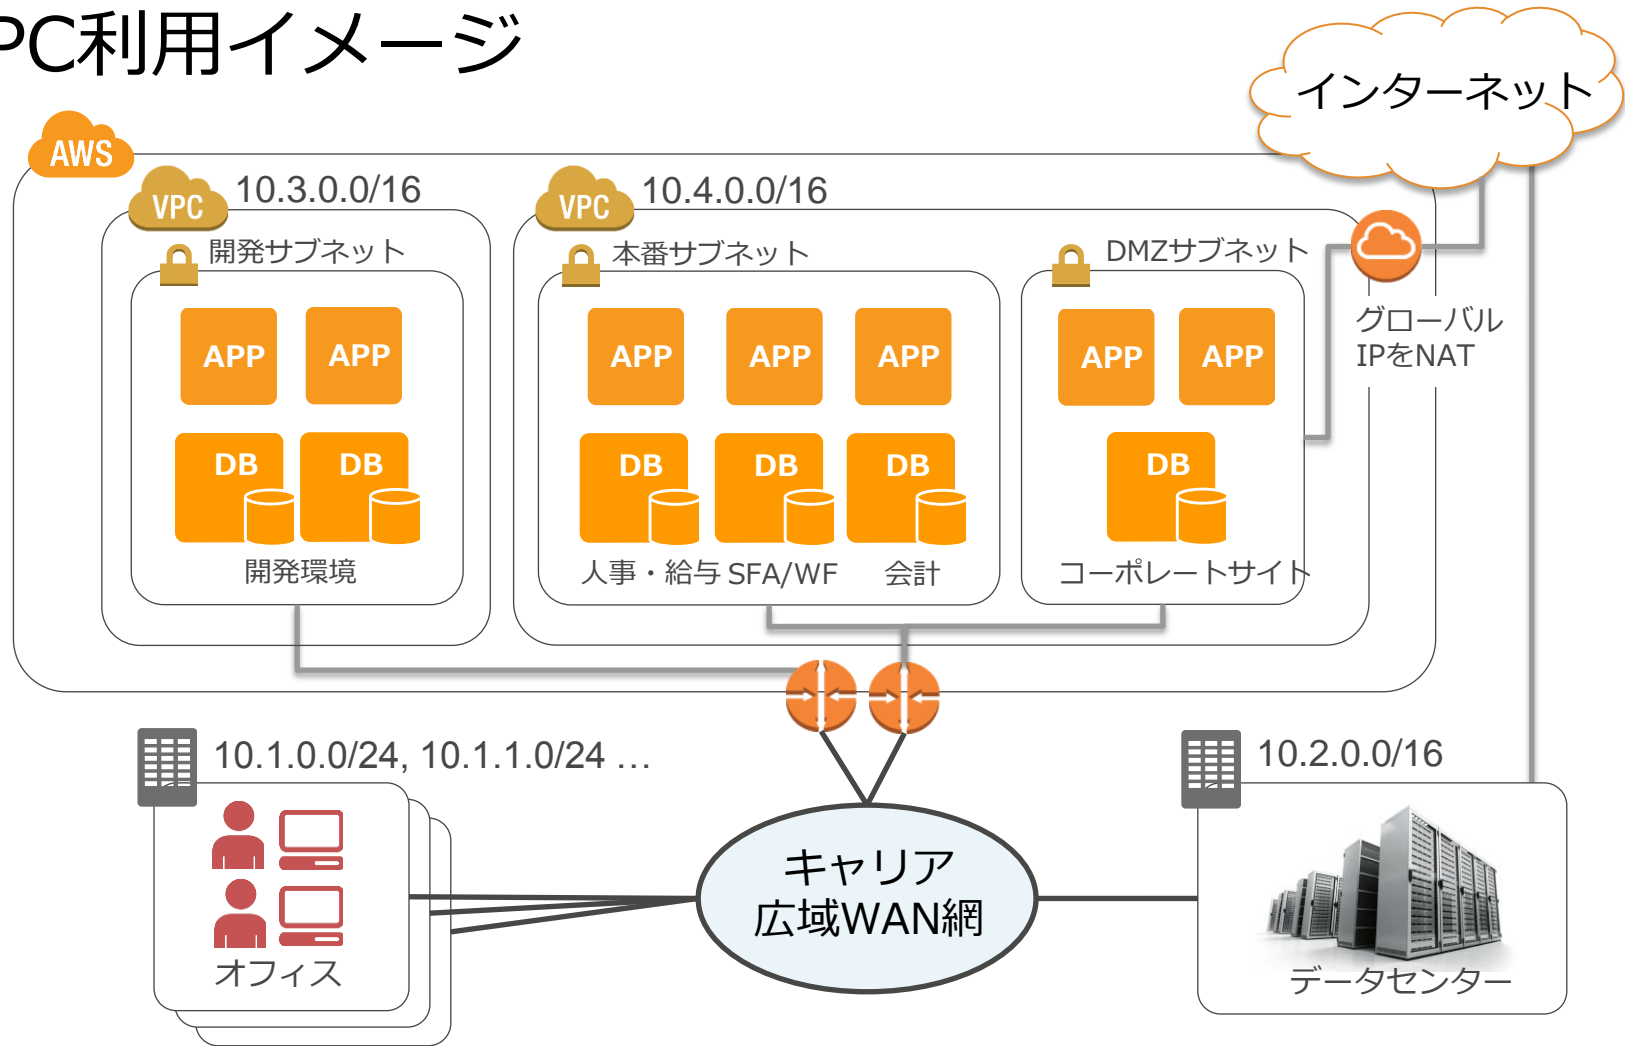 PC利用イメージ
インターネット
AWS
VPC
10.3.0.0/16
VPC
10.4.0.0/16
開発サブネット
本番サブネット
DMZサブネット
グローバル
IPをNAT
APP
APP
APP
APP
APP
APP
APP
DB
DB
DB
DB
DB
DB
開発環境
人事・給与
SFA/WF
会計
コーポレートサイト
10.1.0.0/24, 10.1.1.0/24 …
10.2.0.0/16
キャリア
広域WAN網
オフィス
データセンター